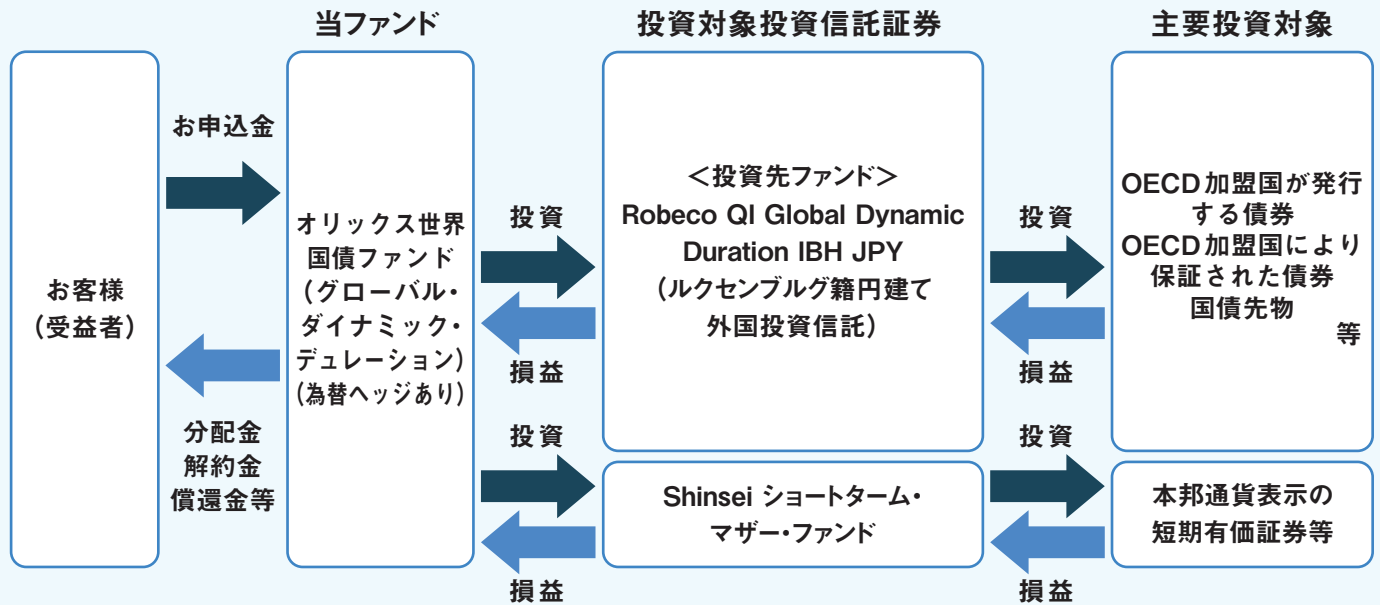 当ファンド
投資対象投資信託証券
主要投資対象
お客様
（受益者）
お申込金
分配金
解約金
償還金等
オリックス世界
国債ファンド
（グローバル・
ダイナミック・
デュレーション）
（為替ヘッジあり）
投資
損益
投資
損益
＜投資先ファンド＞
Robeco QI Global Dynamic
Duration IBH JPY
（ルクセンブルグ籍円建て
外国投資信託）
Shinsei ショートターム・
マザー・ファンド
投資
損益
投資
損益
OECD加盟国が発行
する債券
OECD加盟国により
保証された債券
国債先物
等
本邦通貨表示の
短期有価証券等